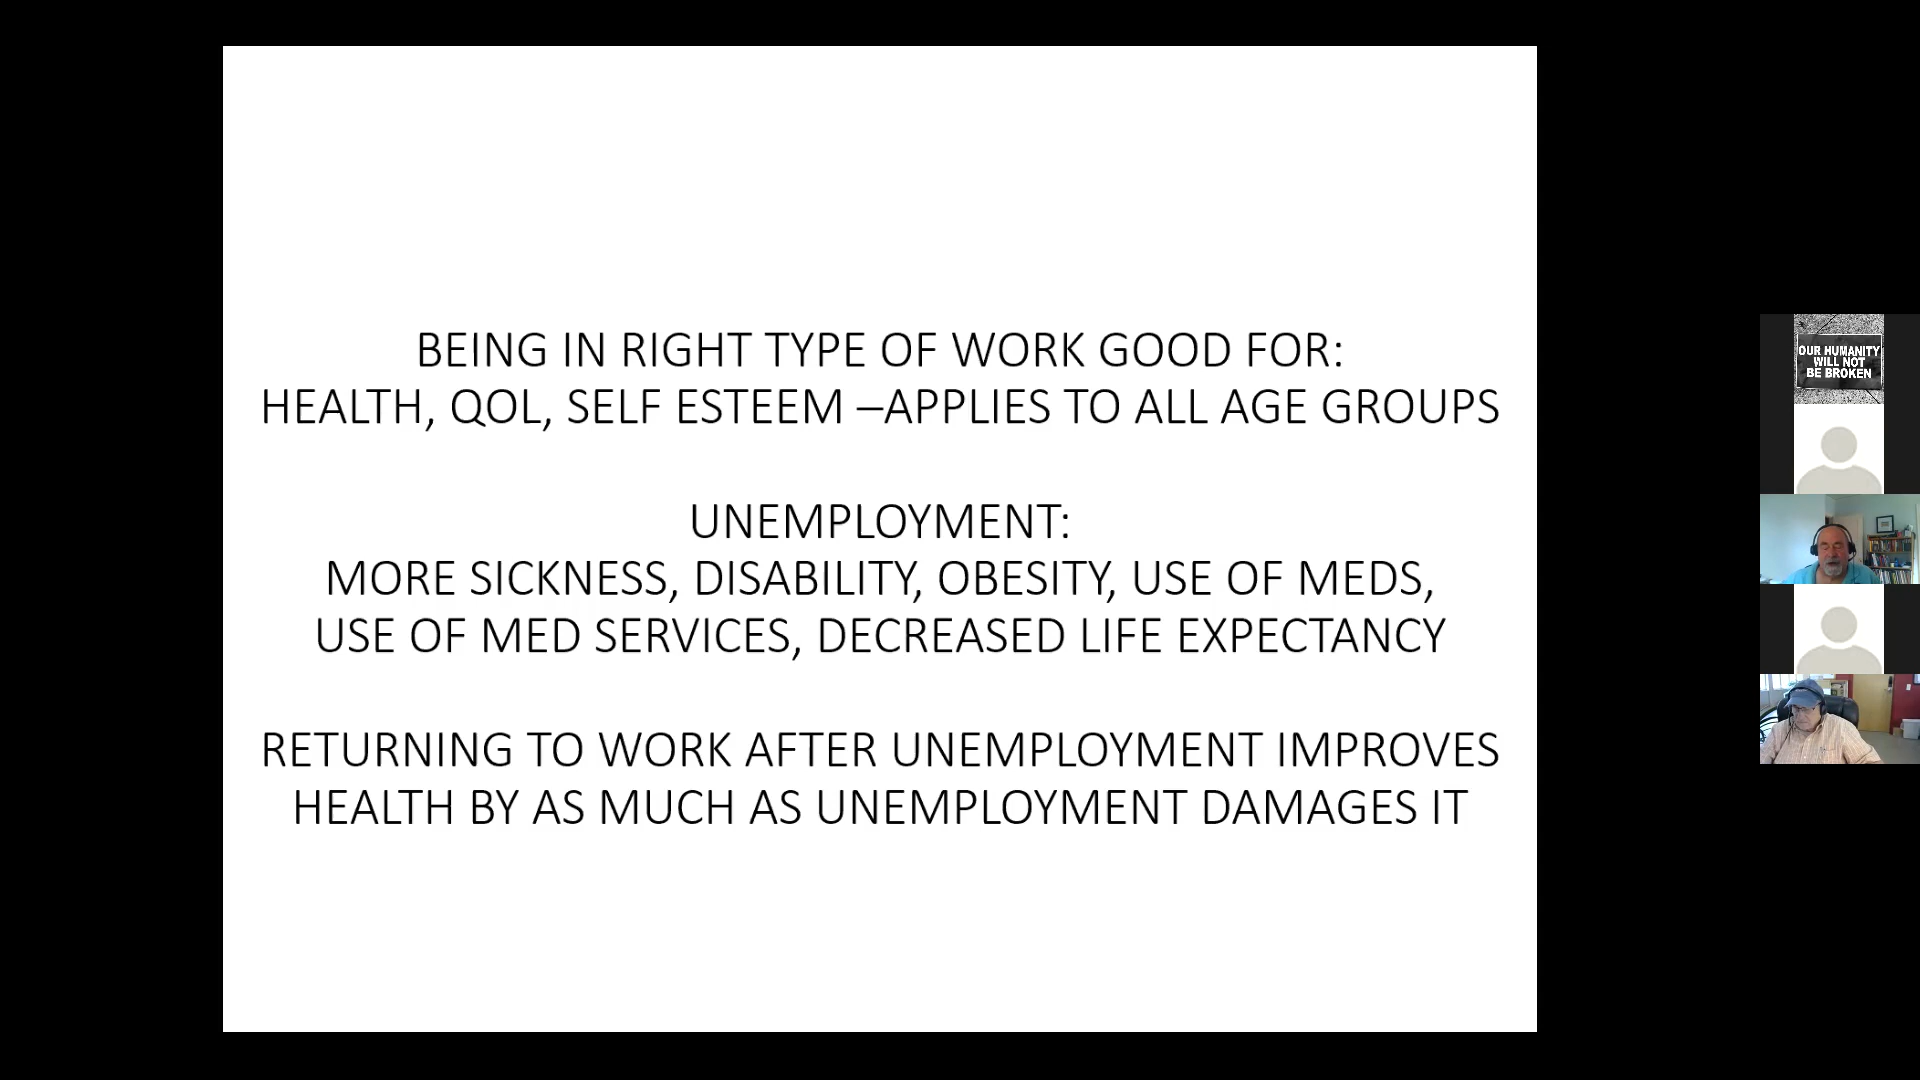 BEING IN RIGHT TYPE OF WORK GOOD FOR:
HEALTH, QOL, SELF ESTEEM –APPLIES TO ALL AGE GROUPS
UNEMPLOYMENT:
MORE SICKNESS, DISABILITY, OBESITY, USE OF MEDS,
USE OF MED SERVICES, DECREASED LIFE EXPECTANCY
RETURNING TO WORK AFTER UNEMPLOYMENT IMPROVES
HEALTH BY AS MUCH AS UNEMPLOYMENT DAMAGES IT
OUR HUMANITY
WILL NOT
BE BROKEN